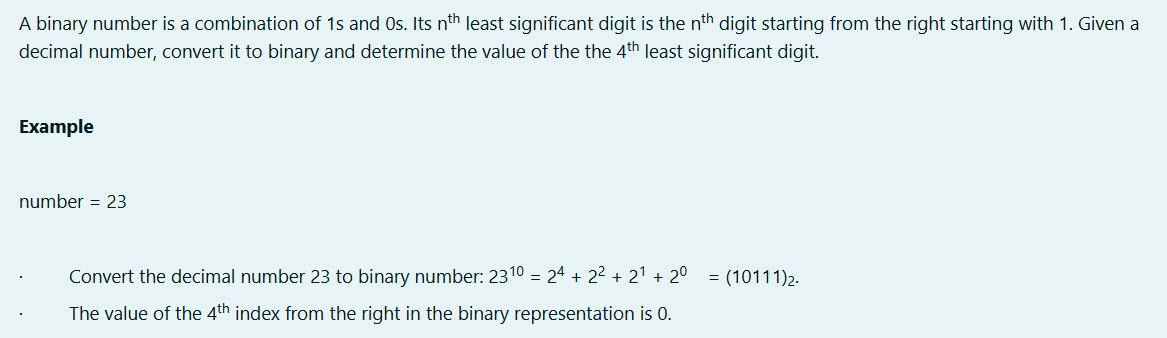 A binary number is a combination of 1s and 0s. Its nth least significant digit is the nth digit starting from the right starting with 1. Given a
decimal number, convert it to binary and determine the value of the the 4th least significant digit.
Example
number = 23
· Convert the decimal number 23 to binary number: 23¹⁰ = 2⁴ + 2² + 2¹ + 2⁰ = (10111)₂.
· The value of the 4th index from the right in the binary representation is 0.